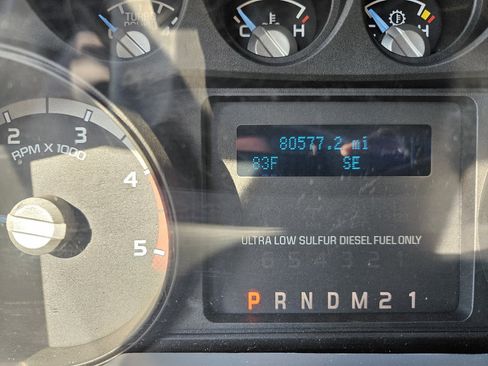 TURBO
C H
C H
2 3
RPM X 1000
4
5
80577.2 mi
83F SE
ULTRA LOW SULFUR DIESEL FUEL ONLY
6 5 4 3 2 1
P R N D M 2 1